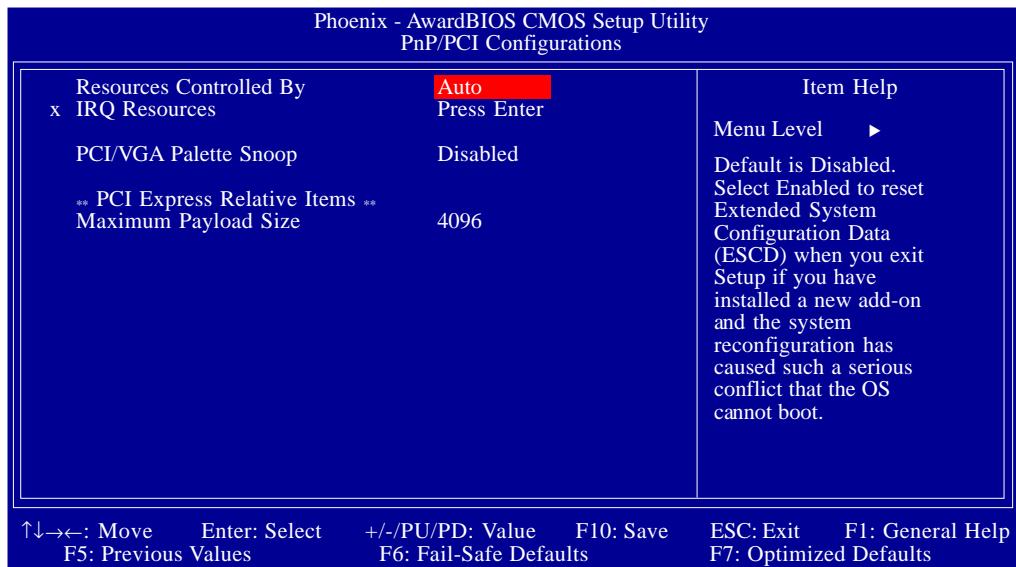 Phoenix - AwardBIOS CMOS Setup Utility
PnP/PCI Configurations
Resources Controlled By Auto
x IRQ Resources Press Enter
PCI/VGA Palette Snoop Disabled
** PCI Express Relative Items **
Maximum Payload Size 4096
Item Help
Menu Level ▶
Default is Disabled.
Select Enabled to reset
Extended System
Configuration Data
(ESCD) when you exit
Setup if you have
installed a new add-on
and the system
reconfiguration has
caused such a serious
conflict that the OS
cannot boot.
↑↓→←: Move Enter: Select +/-/PU/PD: Value F10: Save ESC: Exit F1: General Help
F5: Previous Values F6: Fail-Safe Defaults F7: Optimized Defaults